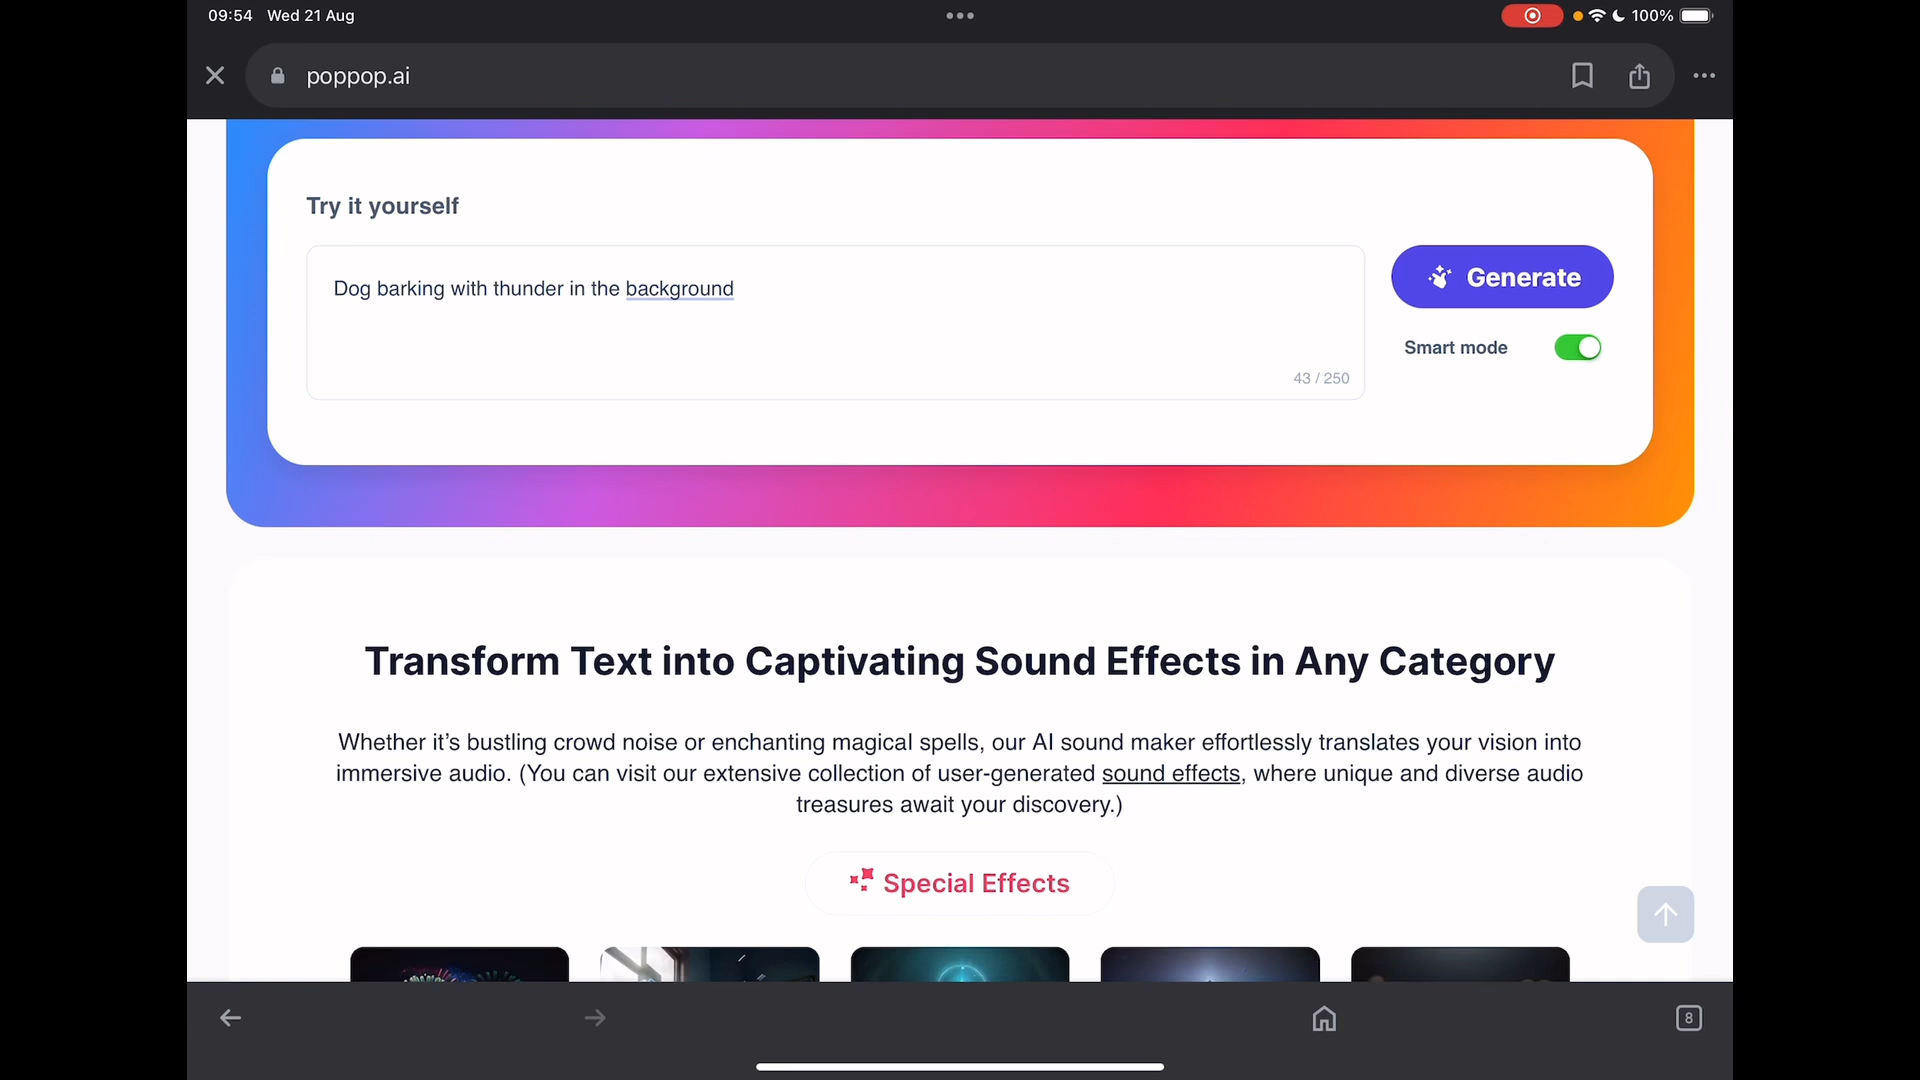 09:54 Wed 21 Aug
100%
poppop.ai
Try it yourself
Dog barking with thunder in the background
Generate
Smart mode
43 / 250
Transform Text into Captivating Sound Effects in Any Category
Whether it’s bustling crowd noise or enchanting magical spells, our AI sound maker effortlessly translates your vision into
immersive audio. (You can visit our extensive collection of user-generated sound effects, where unique and diverse audio
treasures await your discovery.)
Special Effects
8